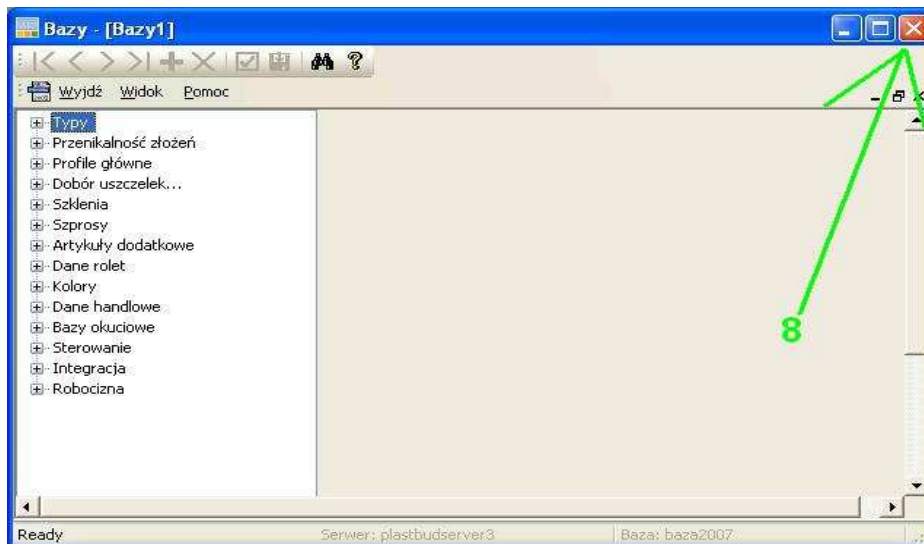 Bazy - [Bazy1]
Wyjdź Widok Pomoc
Typy
Przenikalność złożeń
Profile główne
Dobór uszczelek...
Szklenia
Szprosy
Artykuły dodatkowe
Dane rolet
Kolory
Dane handlowe
Bazy okuciowe
Sterowanie
Integracja
Robocizna
8
Ready Serwer: plastbudserver3 Baza: baza2007